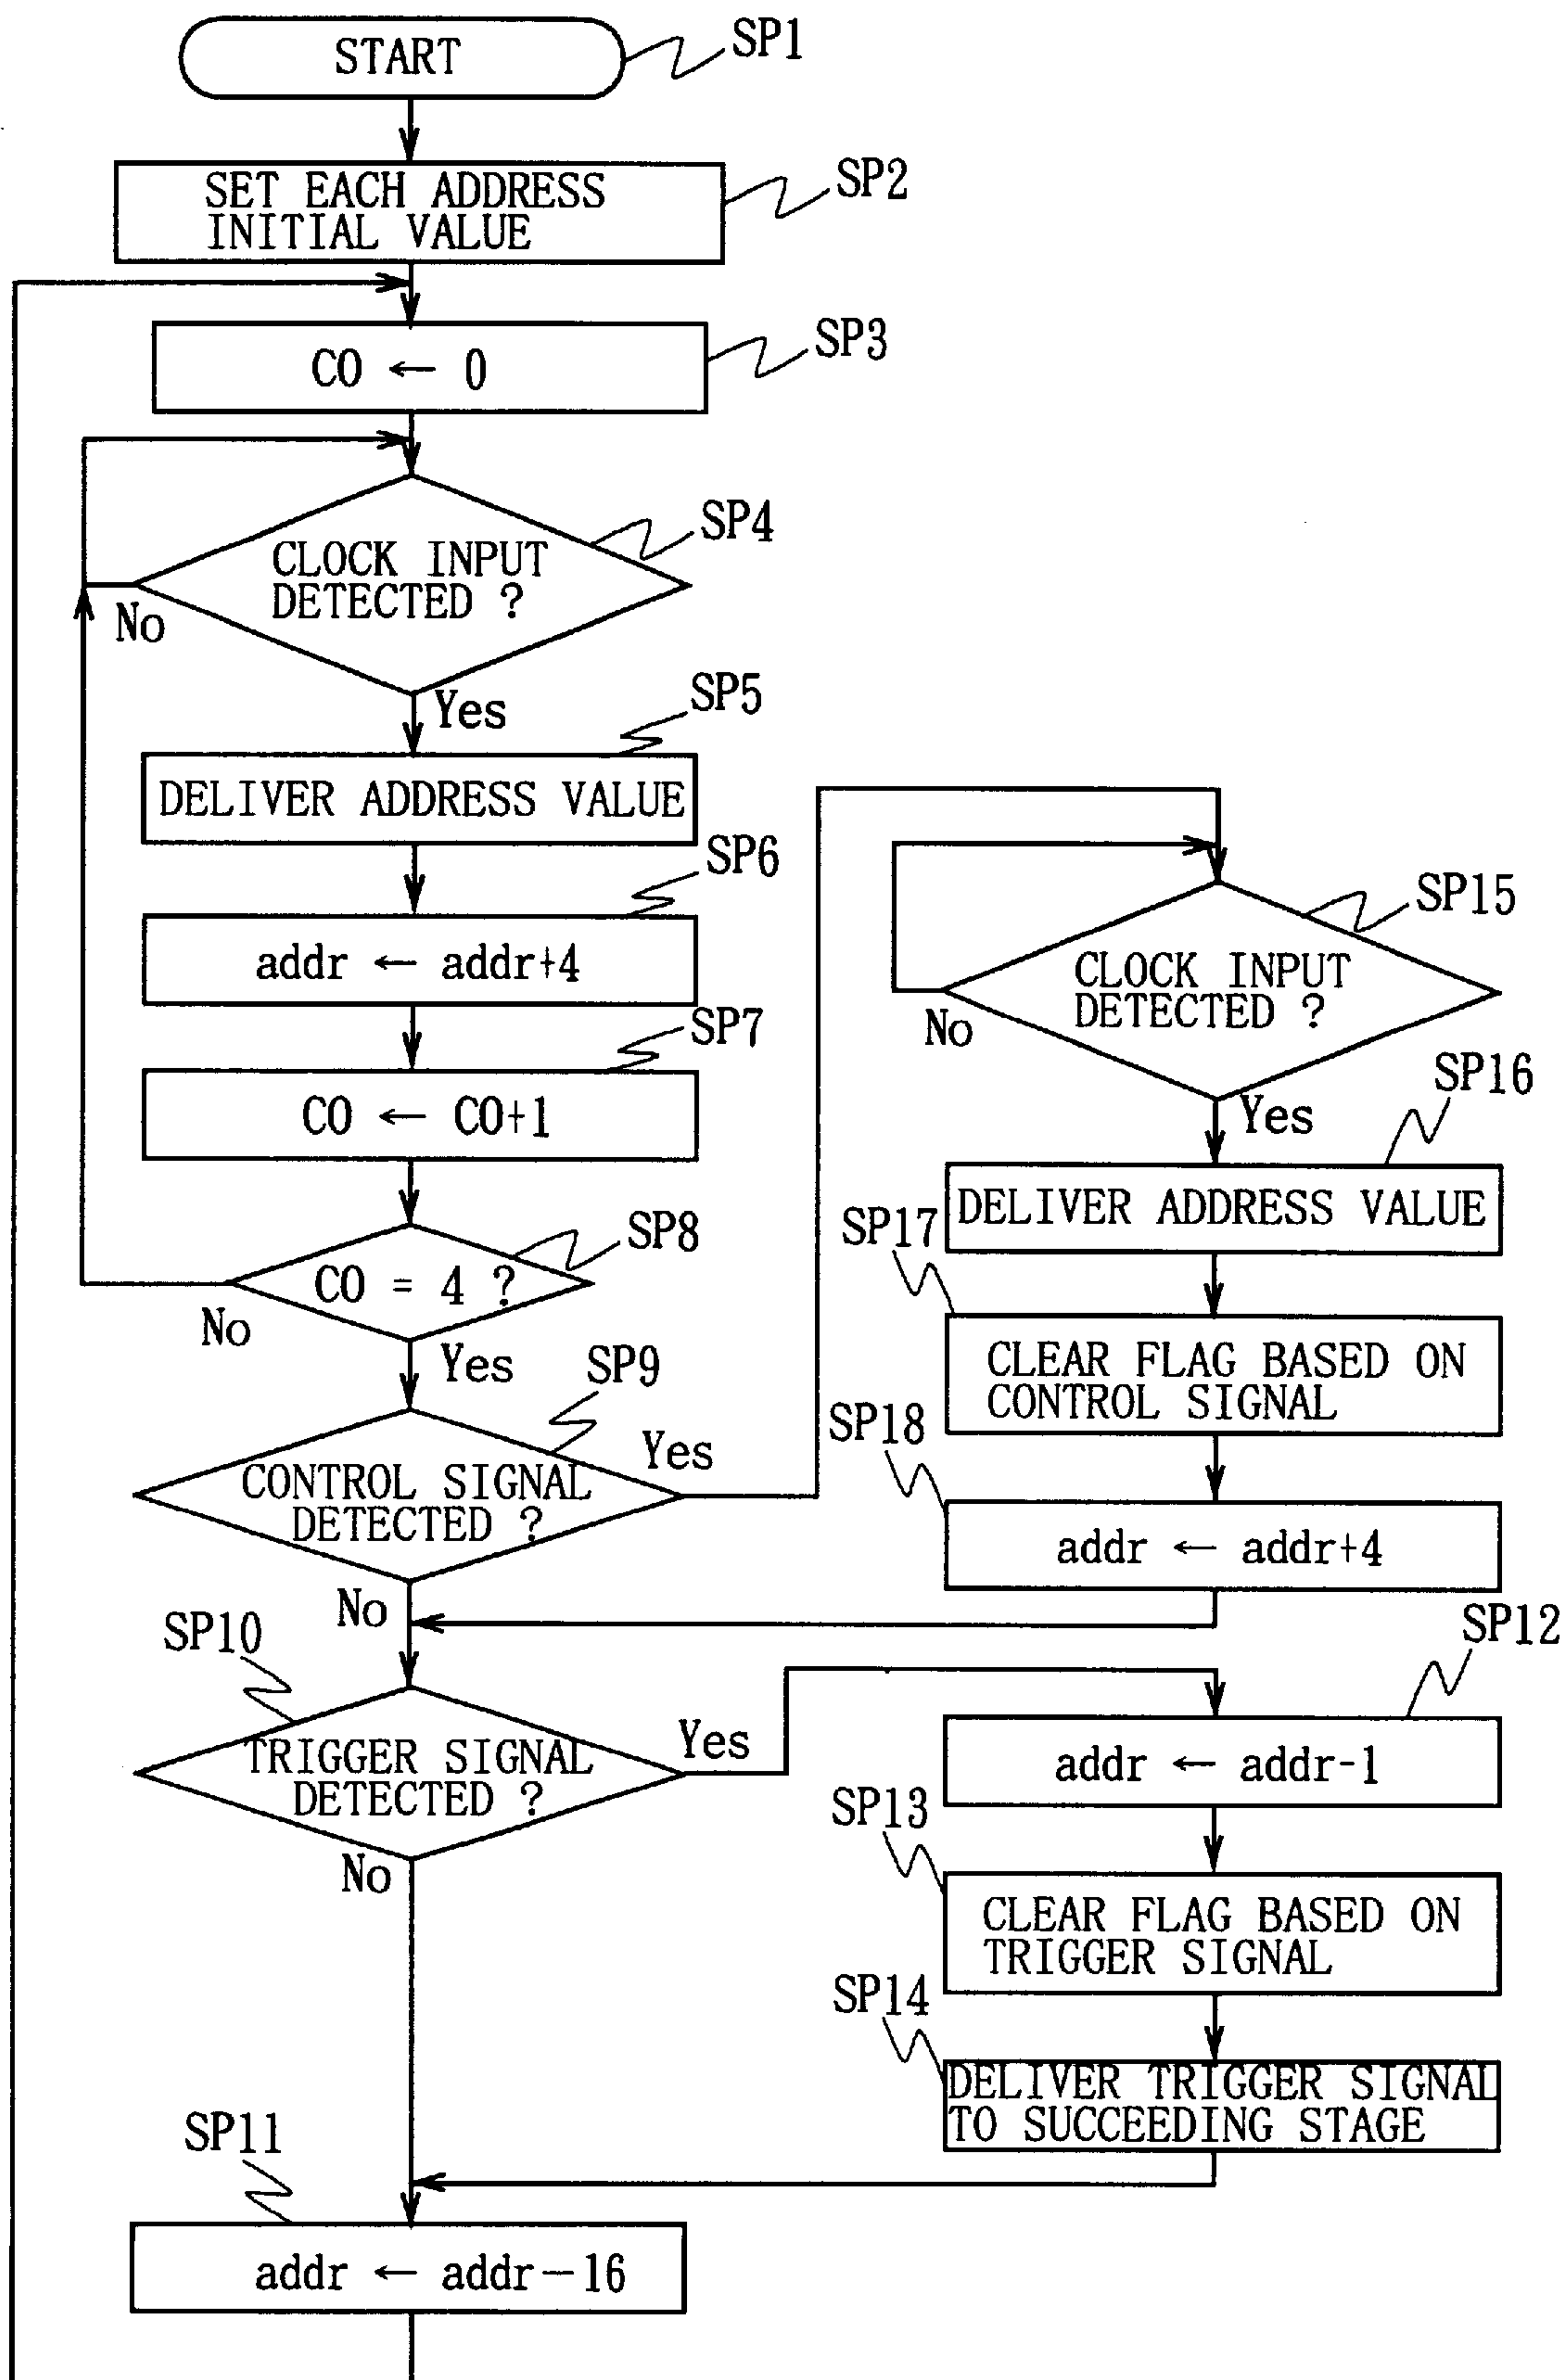 START
SP1
SET EACH ADDRESS
INITIAL VALUE
SP2
CO ← 0
SP3
CLOCK INPUT
DETECTED ?
SP4
No
Yes
SP5
DELIVER ADDRESS VALUE
SP6
addr ← addr+4
SP7
CO ← CO+1
SP8
CO = 4 ?
No
Yes
SP9
CONTROL SIGNAL
DETECTED ?
Yes
No
SP10
TRIGGER SIGNAL
DETECTED ?
Yes
No
SP11
addr ← addr-16
SP15
CLOCK INPUT
DETECTED ?
No
Yes
SP16
DELIVER ADDRESS VALUE
SP17
CLEAR FLAG BASED ON
CONTROL SIGNAL
SP18
addr ← addr+4
SP12
addr ← addr-1
SP13
CLEAR FLAG BASED ON
TRIGGER SIGNAL
SP14
DELIVER TRIGGER SIGNAL
TO SUCCEEDING STAGE